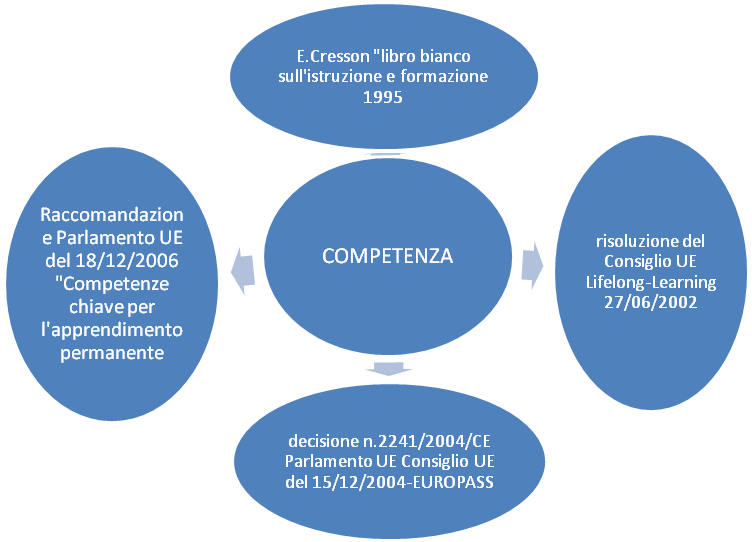 E.Cresson "libro bianco
sull'istruzione e formazione
1995
Raccomandazion
e Parlamento UE
del 18/12/2006
"Competenze
chiave per
l'apprendimento
permanente
COMPETENZA
risoluzione del
Consiglio UE
Lifelong-Learning
27/06/2002
decisione n.2241/2004/CE
Parlamento UE Consiglio UE
del 15/12/2004-EUROPASS